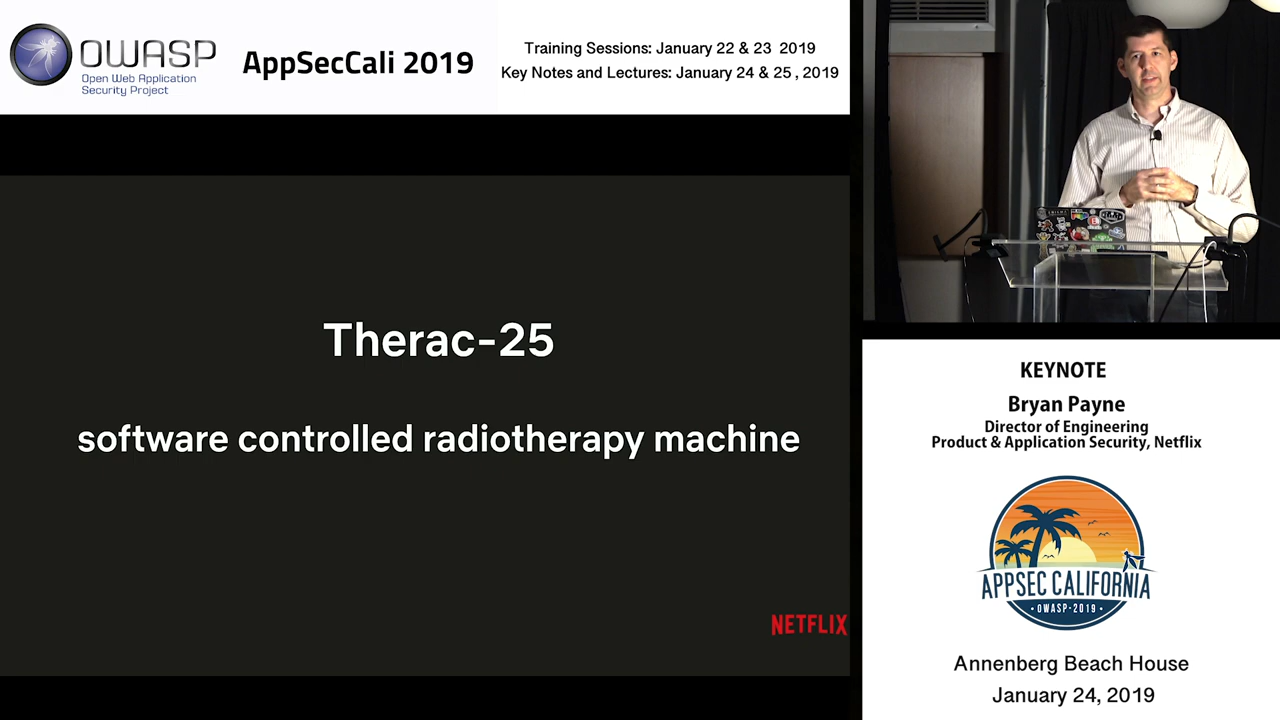 OWASP
Open Web Application
Security Project
AppSecCali 2019
Training Sessions: January 22 & 23 2019
Key Notes and Lectures: January 24 & 25 , 2019
Therac-25
software controlled radiotherapy machine
NETFLIX
KEYNOTE
Bryan Payne
Director of Engineering
Product & Application Security, Netflix
APPSEC CALIFORNIA
• OWASP-2019 •
Annenberg Beach House
January 24, 2019